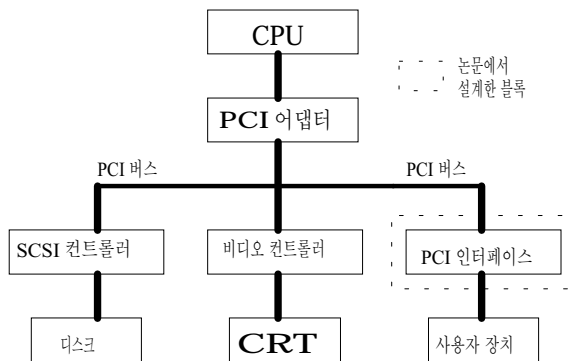 CPU
논문에서
설계한 블록
PCI 어댑터
PCI 버스
PCI 버스
SCSI 컨트롤러
비디오 컨트롤러
PCI 인터페이스
디스크
CRT
사용자 장치